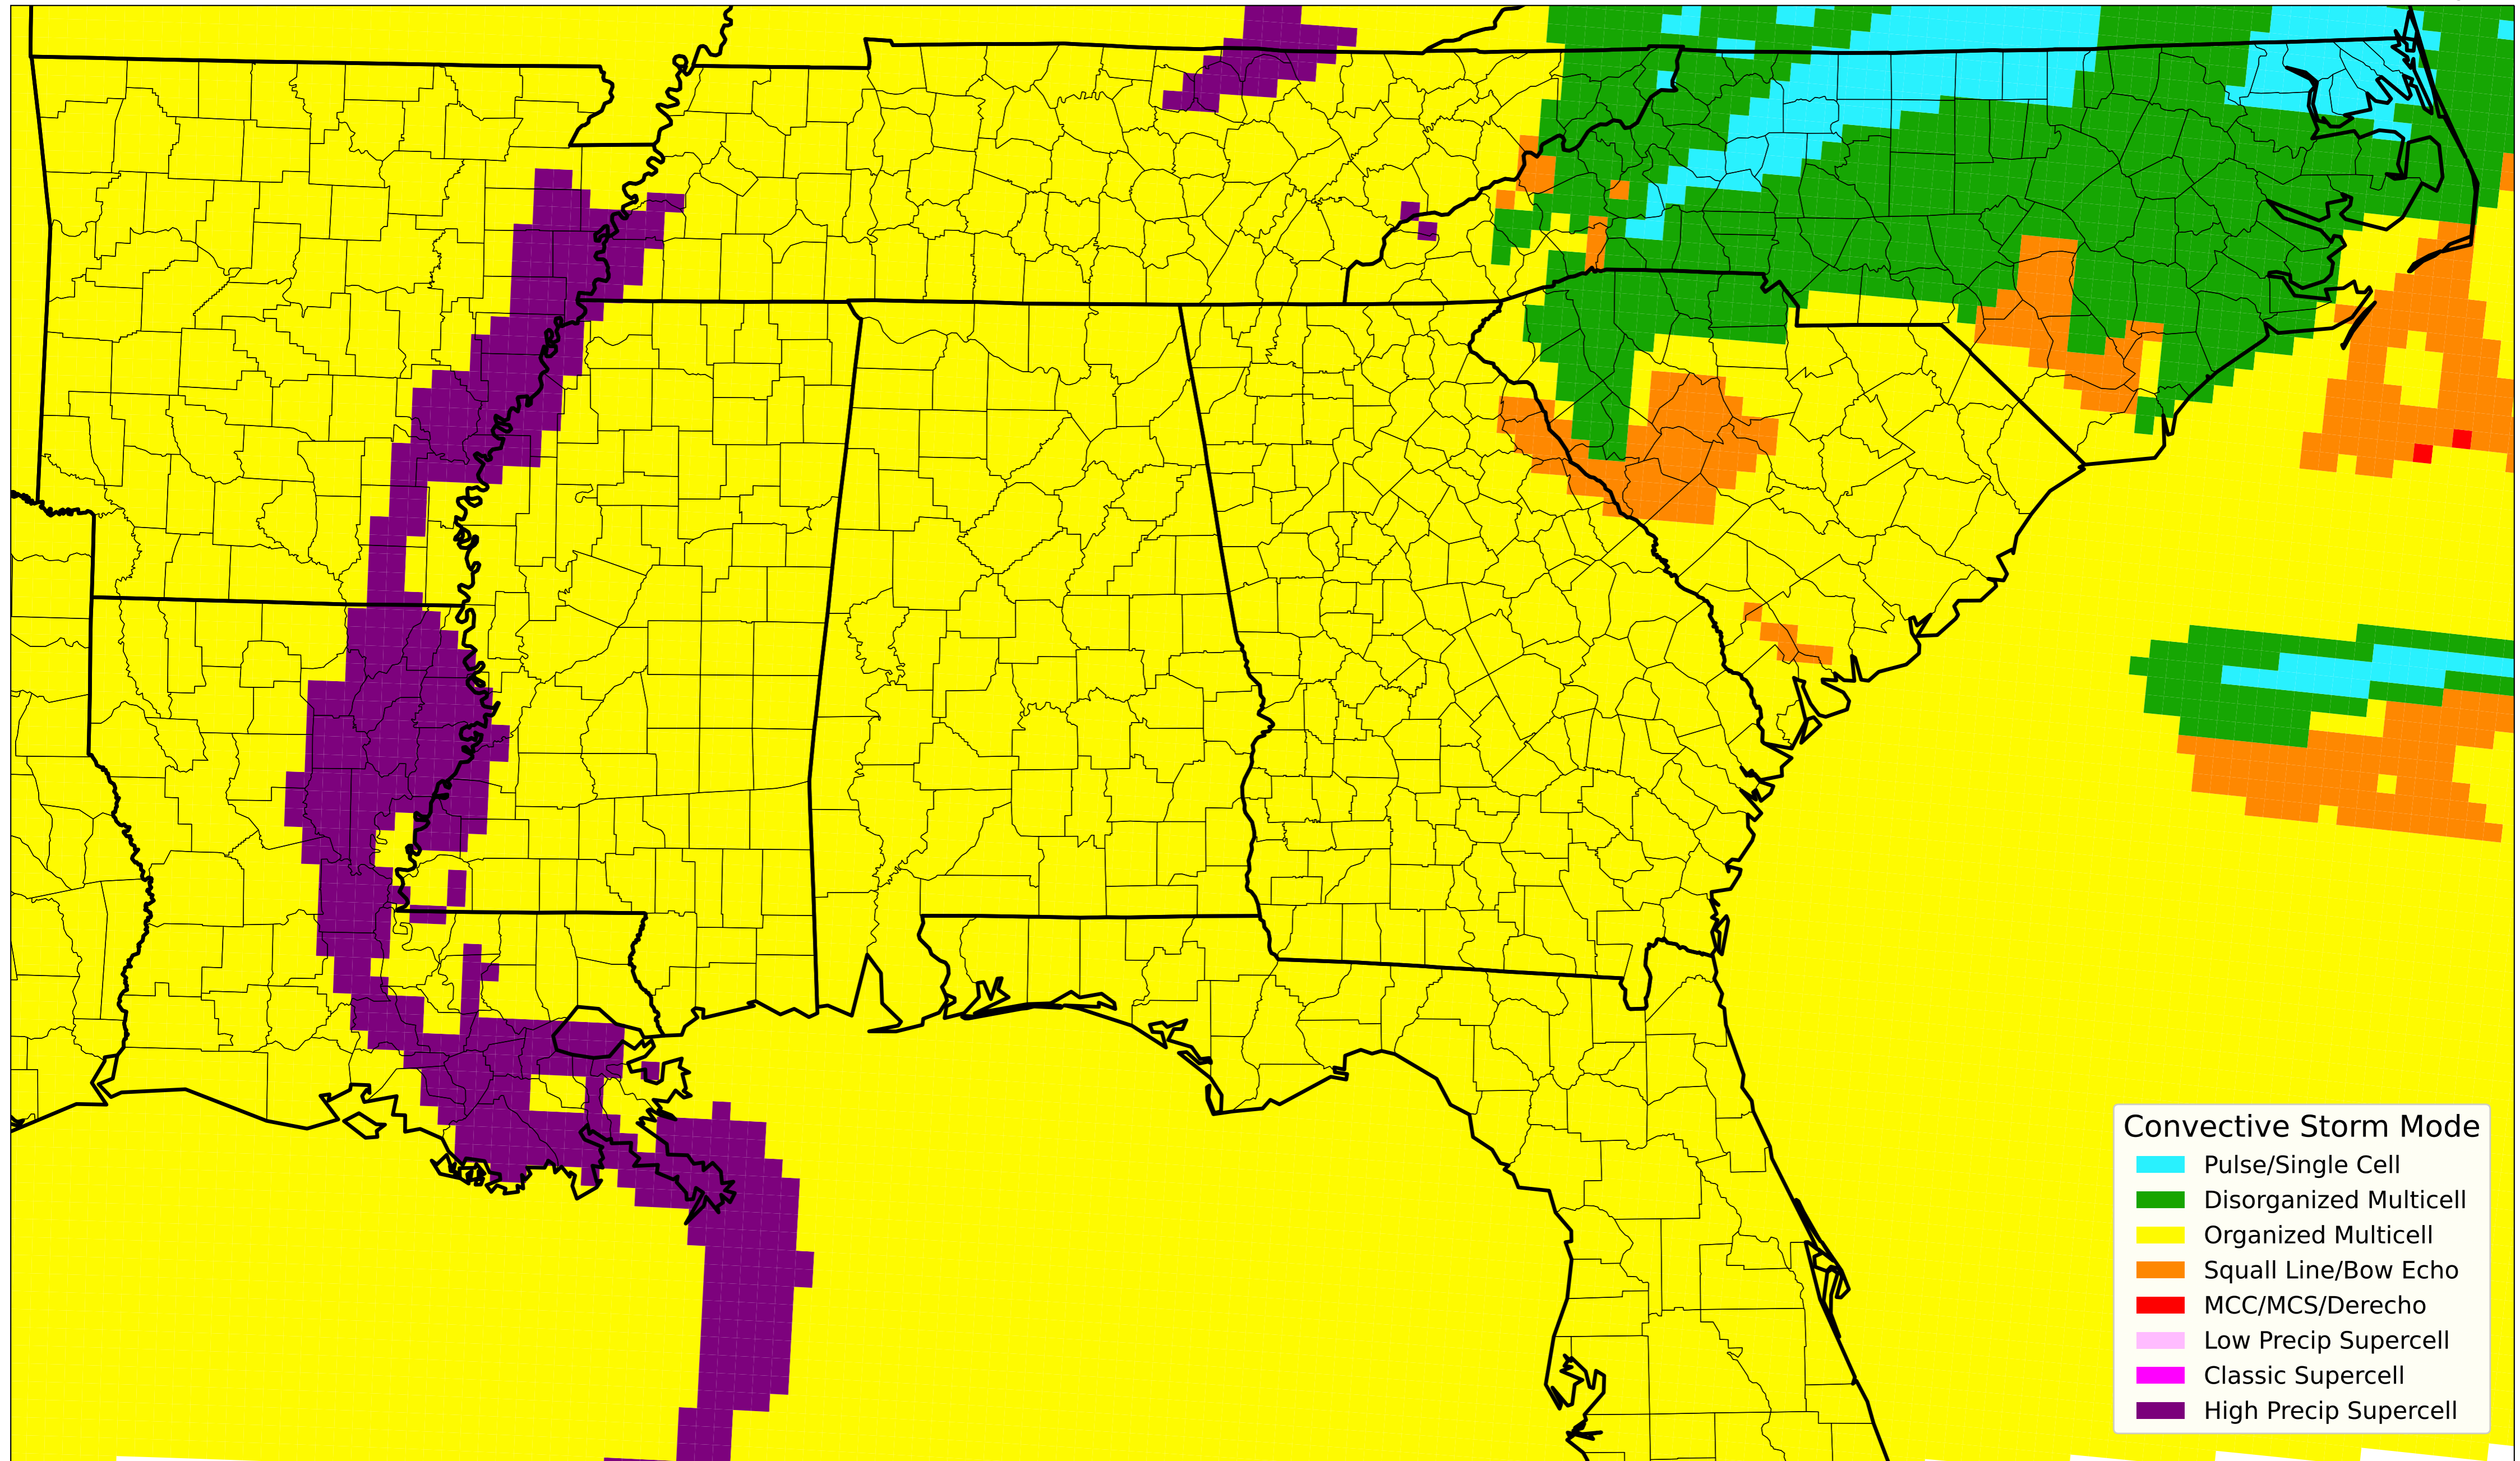 Convective Storm Mode
Pulse/Single Cell
Disorganized Multicell
Organized Multicell
Squall Line/Bow Echo
MCC/MCS/Derecho
Low Precip Supercell
Classic Supercell
High Precip Supercell